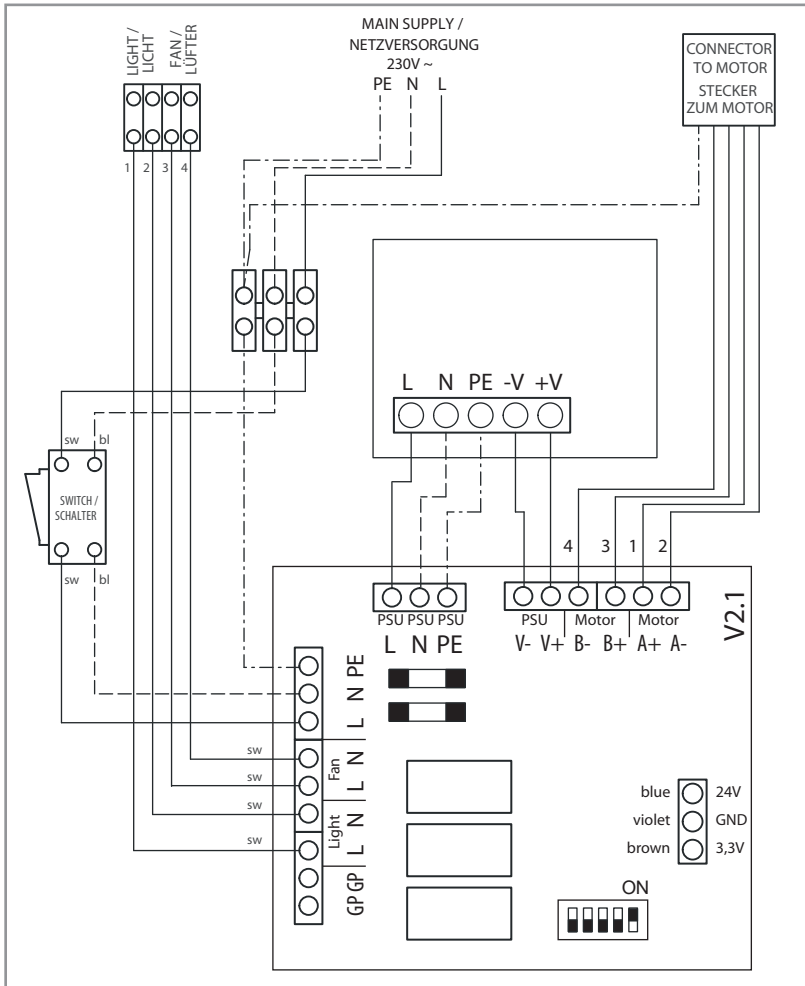 LIGHT /
LICHT
FAN /
LÜFTER
MAIN SUPPLY /
NETZVERSORGUNG
230V ~
PE N L
CONNECTOR
TO MOTOR
STECKER
ZUM MOTOR
1 2 3 4
L N PE -V +V
sw bl
SWITCH /
SCHALTER
sw bl
4 3 1 2
PSU PSU PSU
L N PE
PSU Motor Motor
V- V+ B- B+ A+ A-
V2.1
PE
N
L
sw N
Fan
sw L
sw N
Light
sw L
GP
GP
blue 24V
violet GND
brown 3,3V
ON